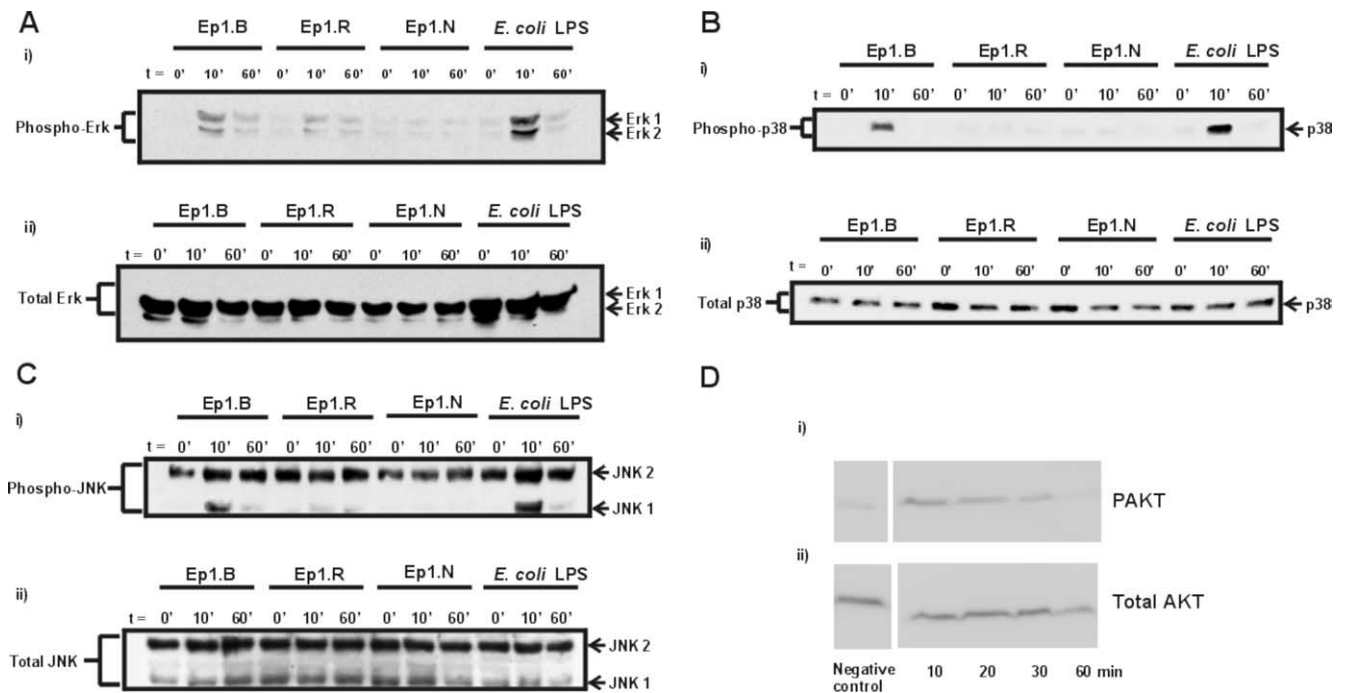 A
Ep1.B Ep1.R Ep1.N E. coli LPS
i)
t = 0' 10' 60' 0' 10' 60' 0' 10' 60' 0' 10' 60'
Phospho-Erk
Erk 1
Erk 2
ii)
Ep1.B Ep1.R Ep1.N E. coli LPS
t = 0' 10' 60' 0' 10' 60' 0' 10' 60' 0' 10' 60'
Total Erk
Erk 1
Erk 2
B
Ep1.B Ep1.R Ep1.N E. coli LPS
i)
t = 0' 10' 60' 0' 10' 60' 0' 10' 60' 0' 10' 60'
Phospho-p38
p38
ii)
Ep1.B Ep1.R Ep1.N E. coli LPS
t = 0' 10' 60' 0' 10' 60' 0' 10' 60' 0' 10' 60'
Total p38
p38
C
Ep1.B Ep1.R Ep1.N E. coli LPS
i)
t = 0' 10' 60' 0' 10' 60' 0' 10' 60' 0' 10' 60'
Phospho-JNK
JNK 2
JNK 1
ii)
Ep1.B Ep1.R Ep1.N E. coli LPS
t = 0' 10' 60' 0' 10' 60' 0' 10' 60' 0' 10' 60'
Total JNK
JNK 2
JNK 1
D
i)
PAKT
ii)
Total AKT
Negative control 10 20 30 60 min